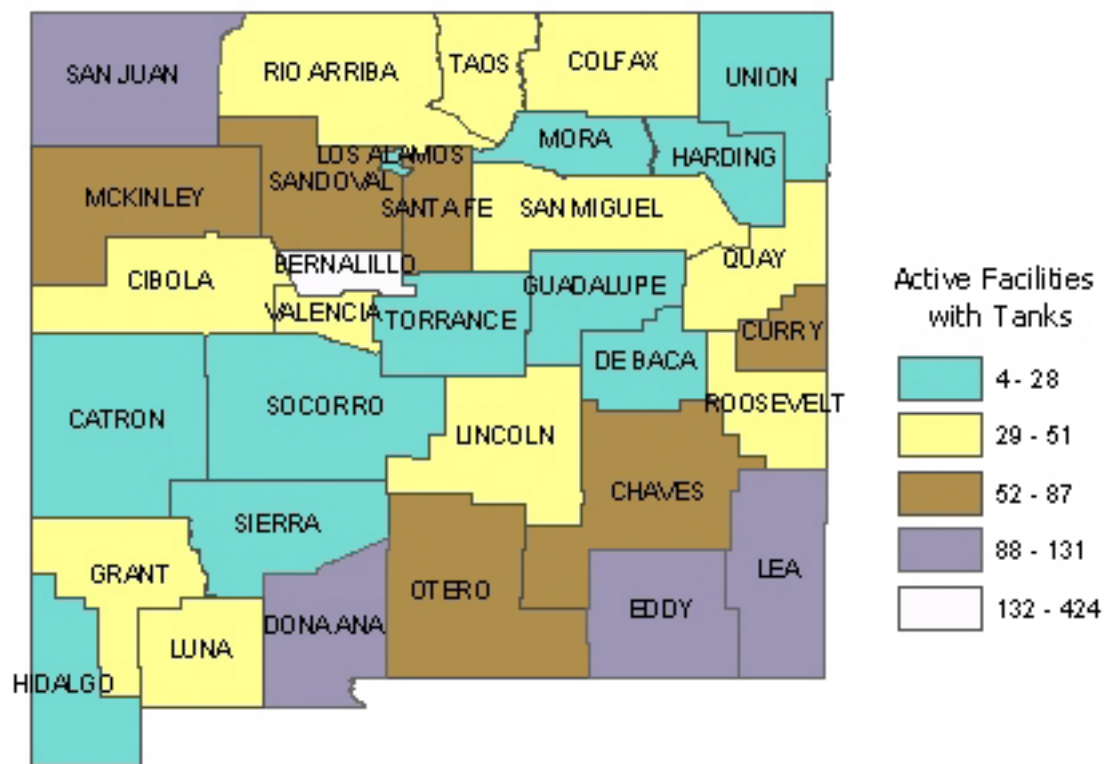 SAN JUAN
RIO ARRIBA
TAOS
COLFAX
UNION
MORA
HARDING
LOS ALAMOS
SANDOVAL
MCKINLEY
SANTA FE
SAN MIGUEL
BERNALILLO
QUAY
CIBOLA
GUADALUPE
VALENCIA
TORRANCE
CURRY
DE BACA
CATRON
SOCORRO
ROOSEVELT
LINCOLN
CHAVES
SIERRA
GRANT
OTERO
LEA
EDDY
DONA ANA
LUNA
HIDALGO
Active Facilities
with Tanks
4 - 28
29 - 51
52 - 87
88 - 131
132 - 424